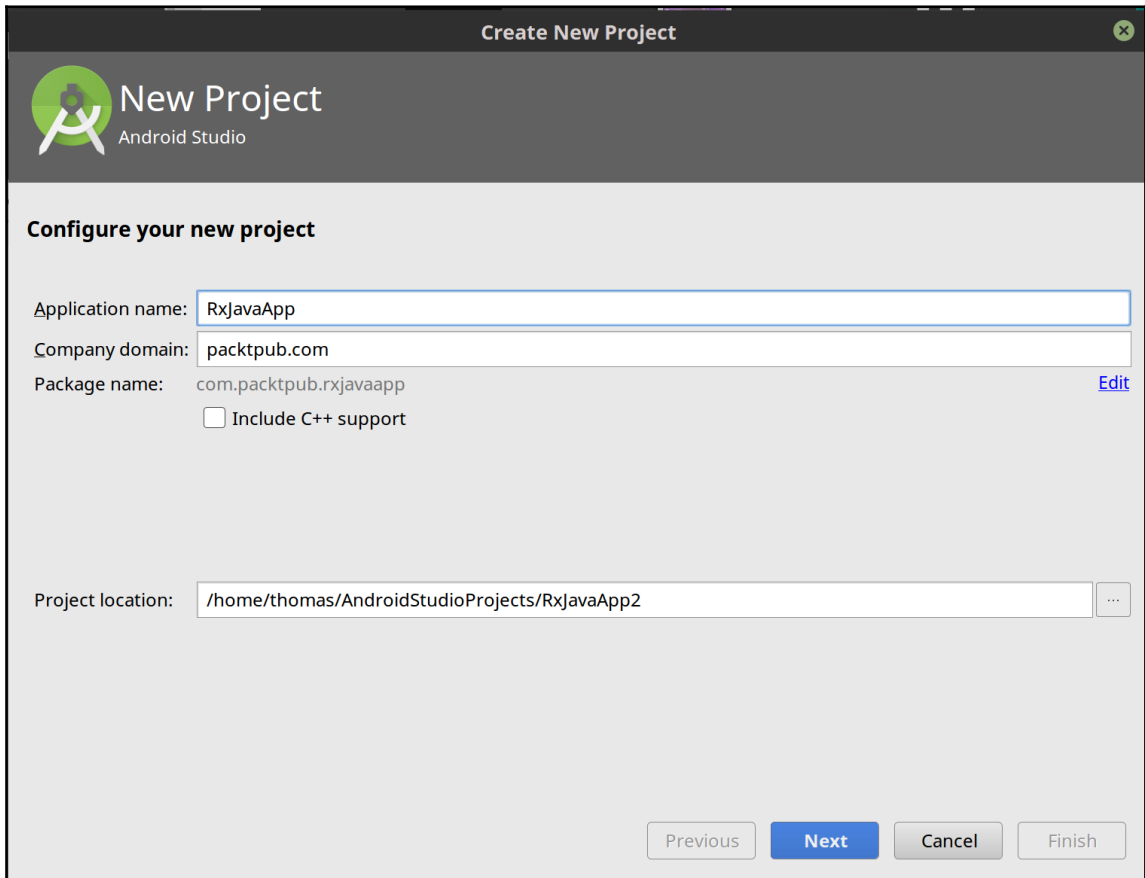 Create New Project
New Project
Android Studio
Configure your new project
Application name: RxJavaApp
Company domain: packtpub.com
Package name: com.packtpub.rxjavaapp Edit
Include C++ support
Project location: /home/thomas/AndroidStudioProjects/RxJavaApp2 ...
Previous Next Cancel Finish